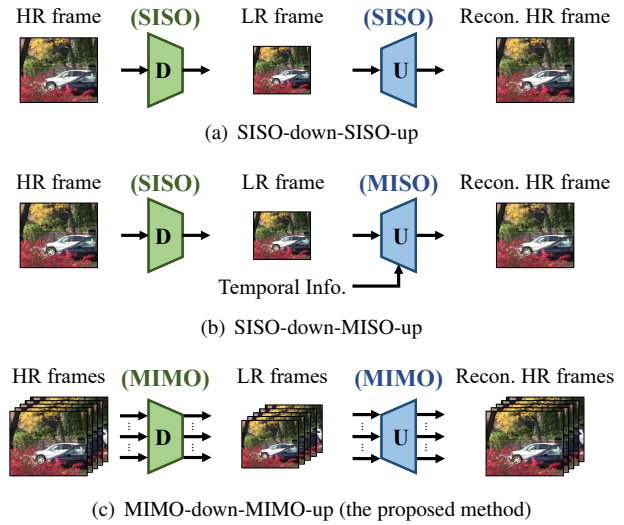 HR frame (SISO) LR frame (SISO) Recon. HR frame
D U
(a) SISO-down-SISO-up
HR frame (SISO) LR frame (MISO) Recon. HR frame
D U
Temporal Info.
(b) SISO-down-MISO-up
HR frames (MIMO) LR frames (MIMO) Recon. HR frames
D U
(c) MIMO-down-MIMO-up (the proposed method)